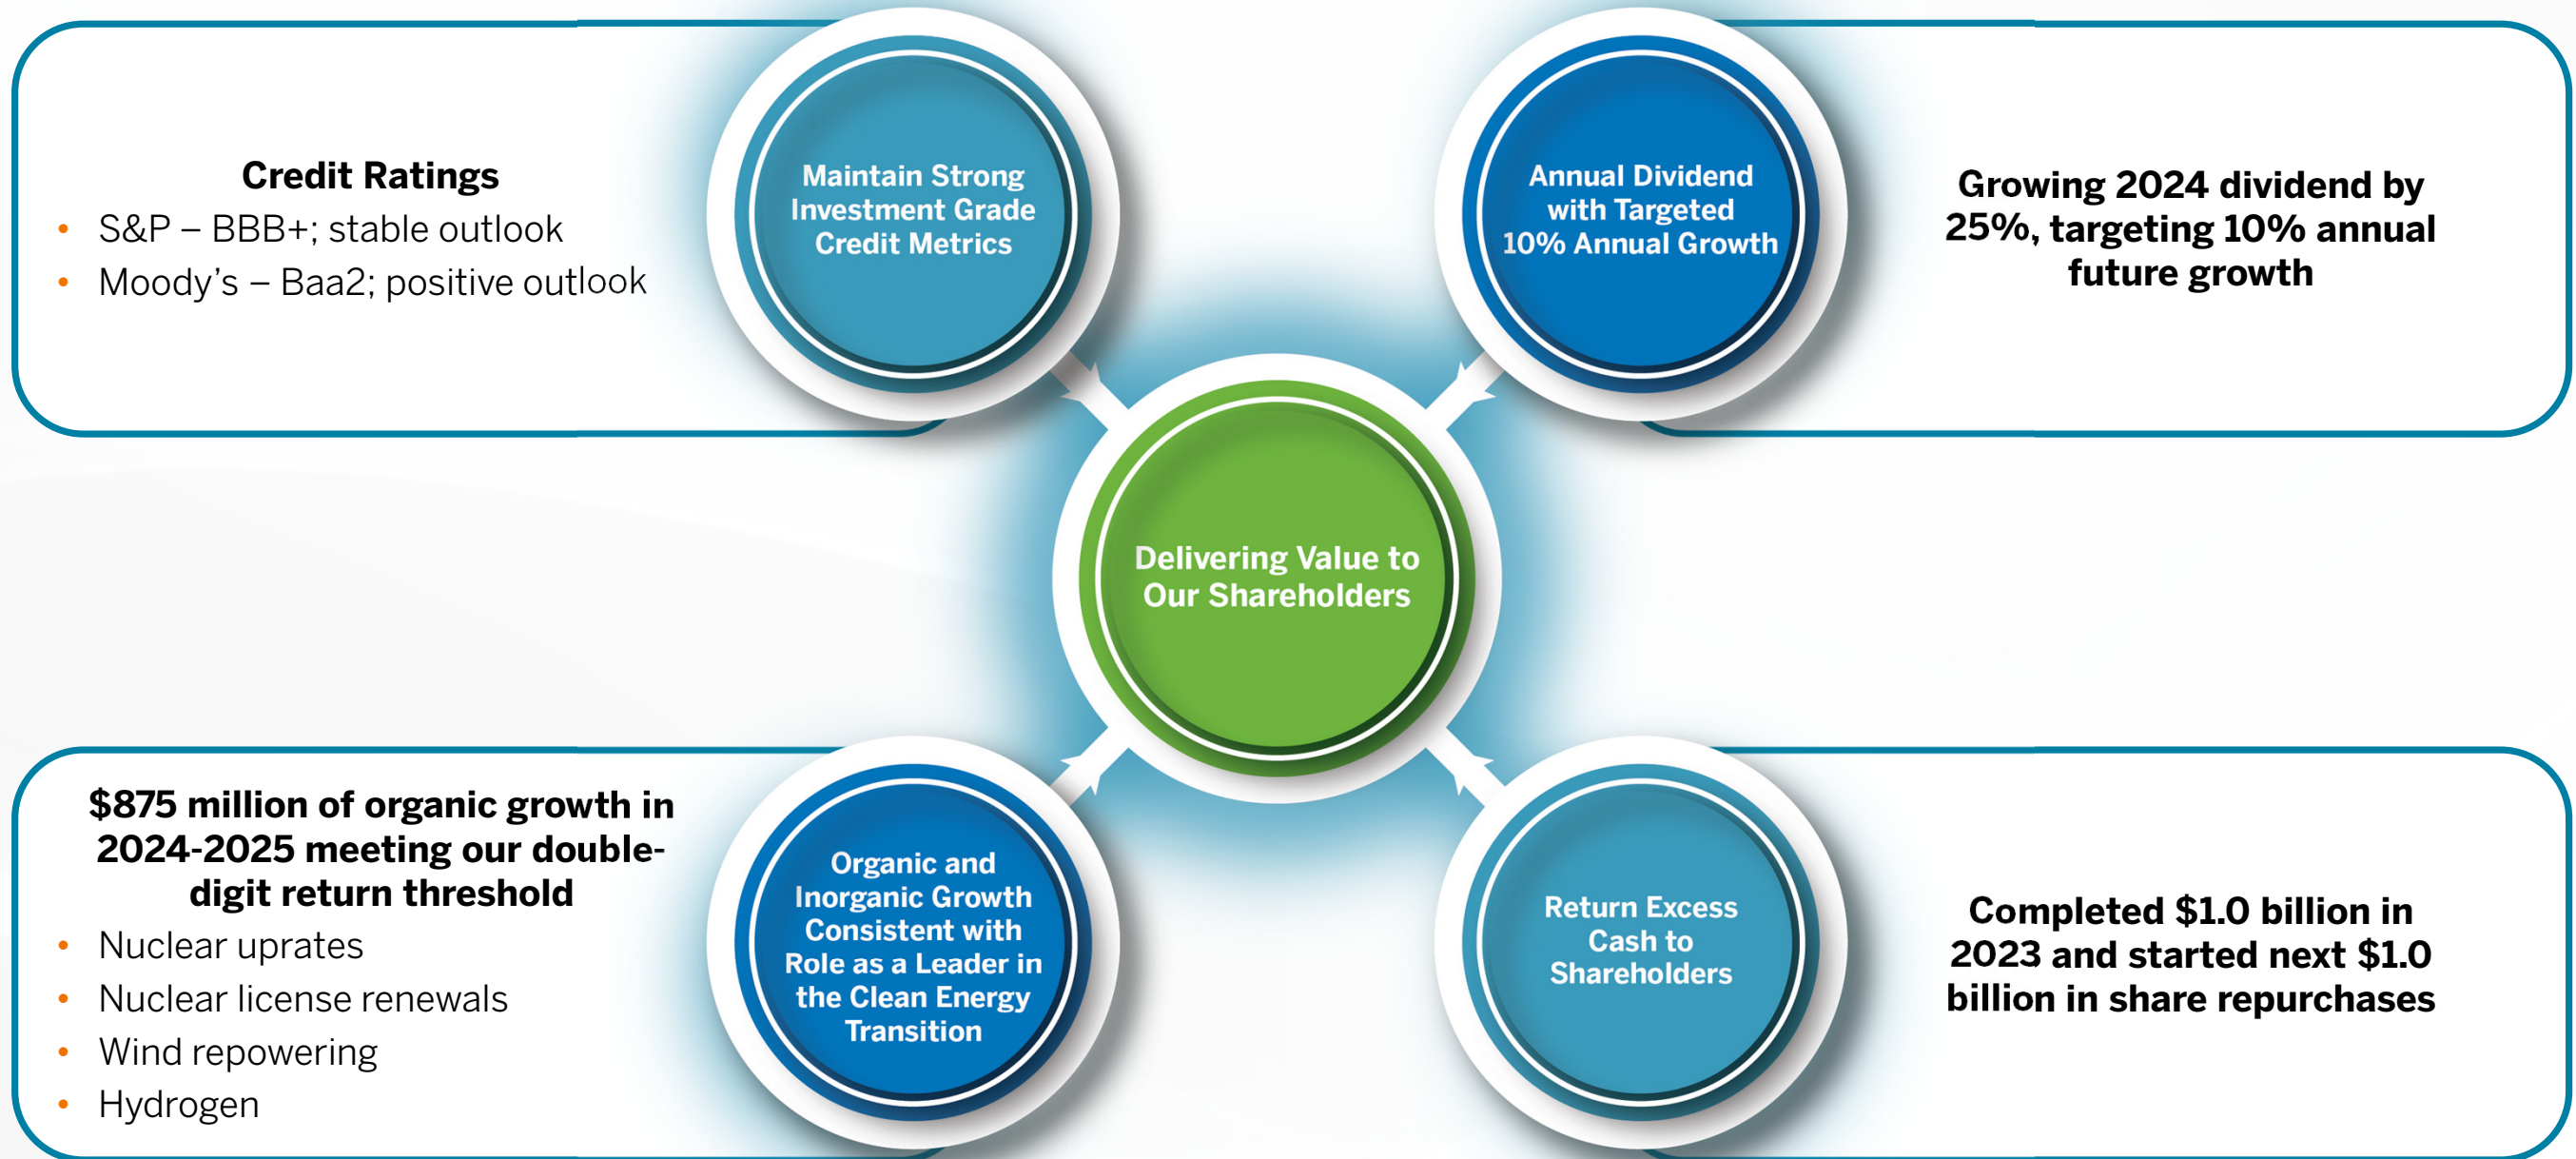 Credit Ratings
• S&P – BBB+; stable outlook
• Moody's – Baa2; positive outlook
Maintain Strong
Investment Grade
Credit Metrics
Annual Dividend
with Targeted
10% Annual Growth
Growing 2024 dividend by
25%, targeting 10% annual
future growth
Delivering Value to
Our Shareholders
$875 million of organic growth in
2024-2025 meeting our double-
digit return threshold
• Nuclear uprates
• Nuclear license renewals
• Wind repowering
• Hydrogen
Organic and
Inorganic Growth
Consistent with
Role as a Leader in
the Clean Energy
Transition
Return Excess
Cash to
Shareholders
Completed $1.0 billion in
2023 and started next $1.0
billion in share repurchases